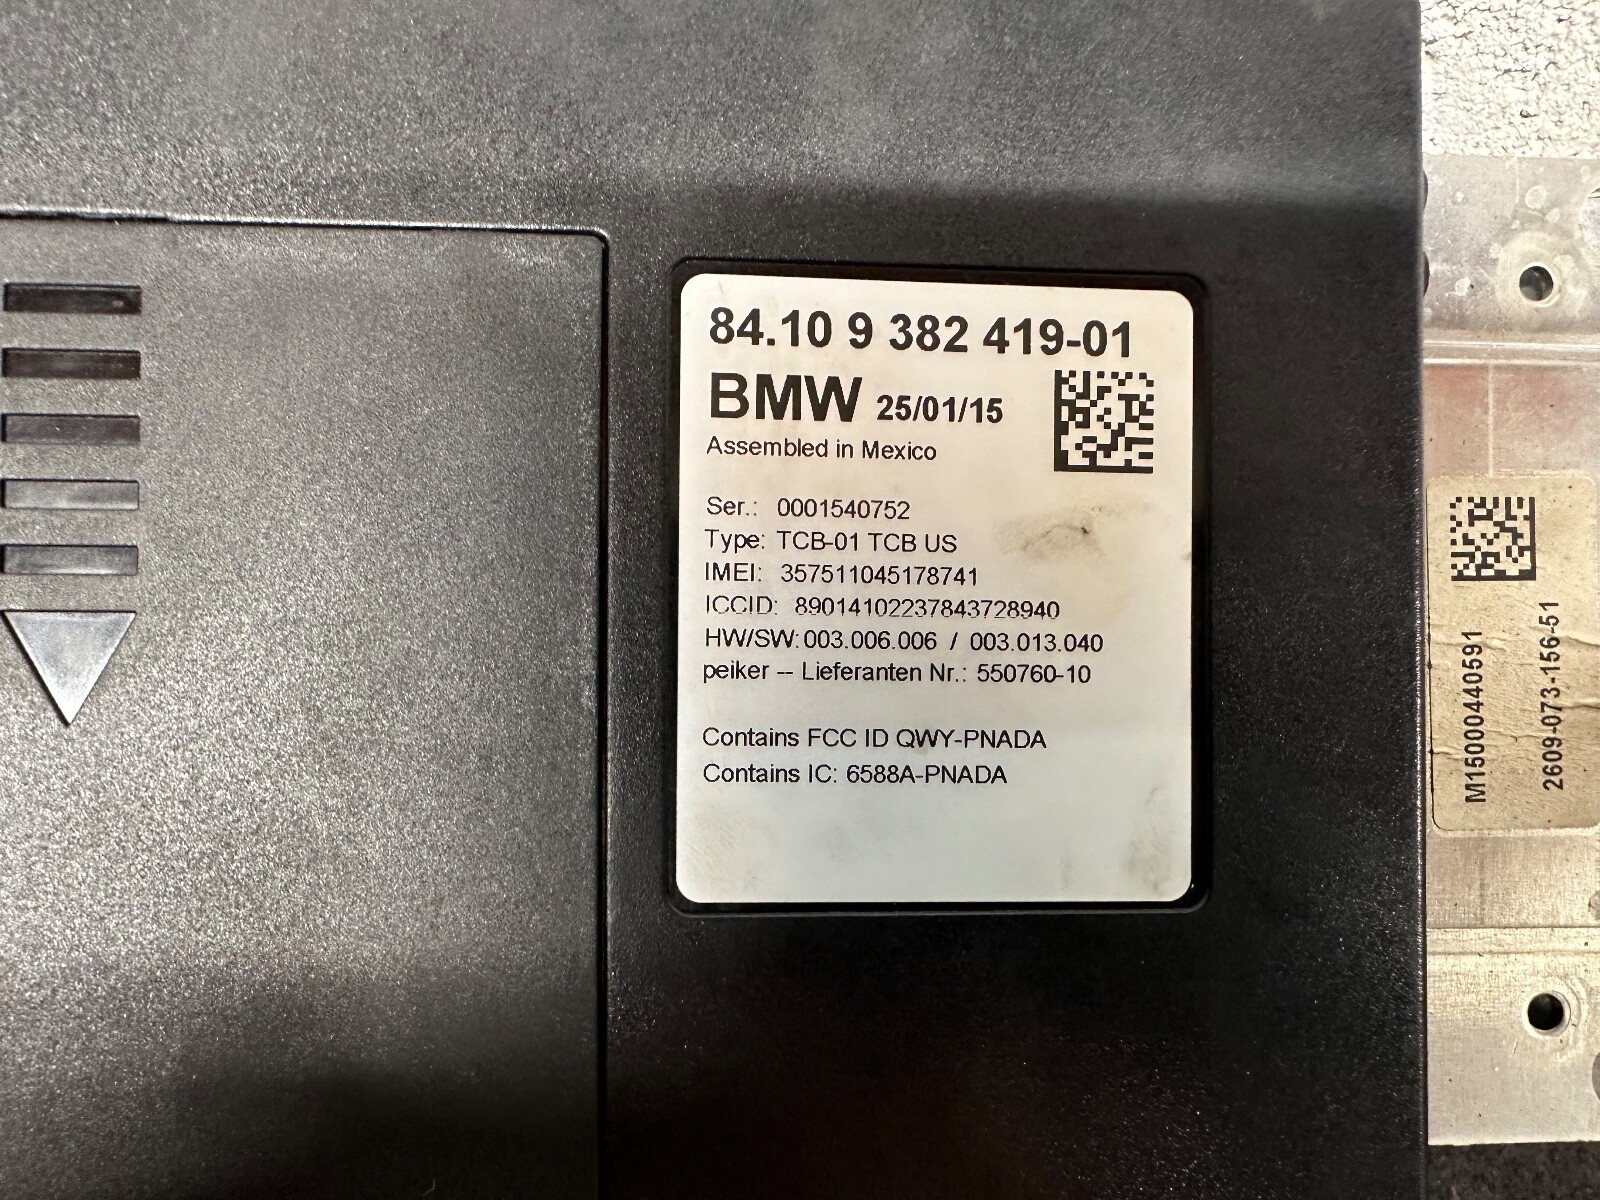 84.10 9 382 419-01
BMW 25/01/15
Assembled in Mexico
Ser.: 0001540752
Type: TCB-01 TCB US
IMEI: 357511045178741
ICCID: 89014102237843728940
HW/SW: 003.006.006 / 003.013.040
peiker -- Lieferanten Nr.: 550760-10
Contains FCC ID QWY-PNADA
Contains IC: 6588A-PNADA
M1500044059​1
2609-073-156-51